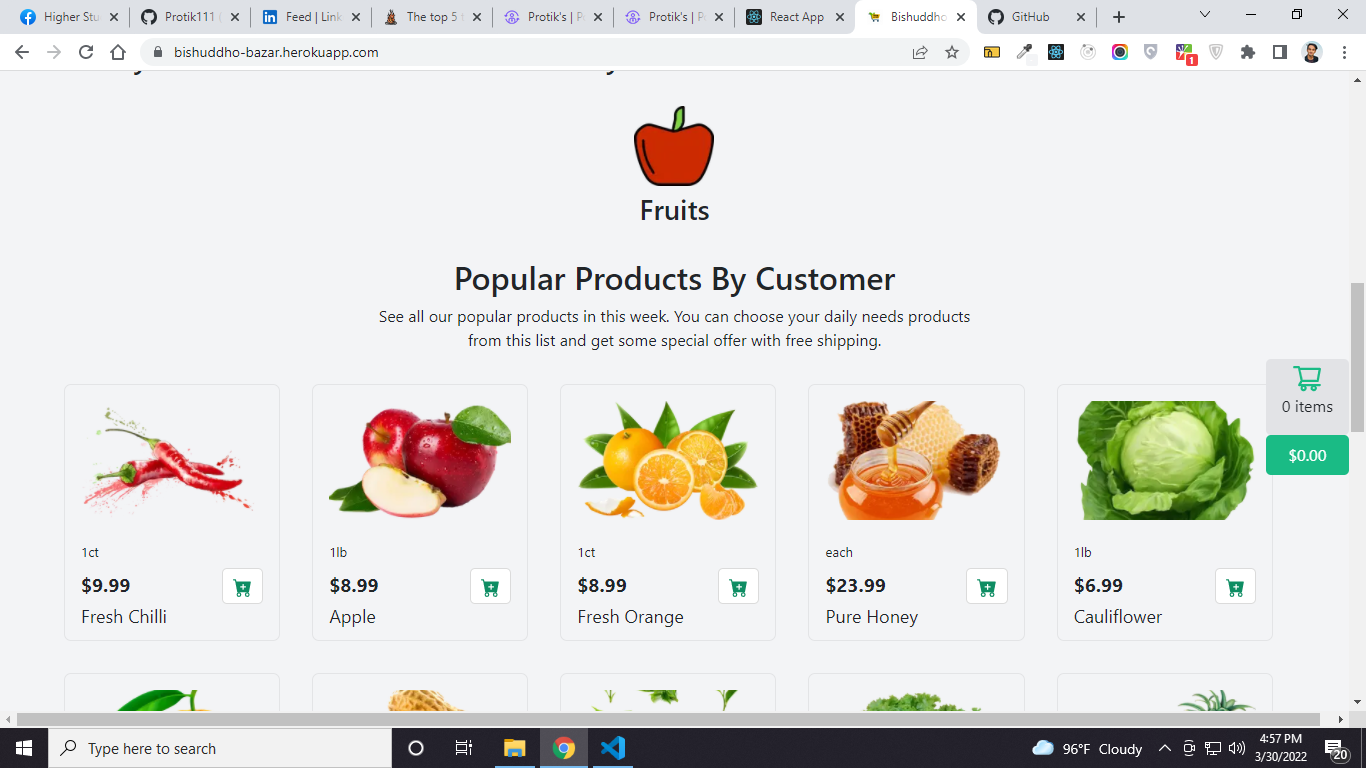 Higher Stu
Protik111 (
Feed | Link
The top 5 t
Protik's | Po
Protik's | Po
React App
Bishuddho
GitHub
bishuddho-bazar.herokuapp.com
1
Fruits
Popular Products By Customer
See all our popular products in this week. You can choose your daily needs products
from this list and get some special offer with free shipping.
0 items
$0.00
1ct
$9.99
Fresh Chilli
1lb
$8.99
Apple
1ct
$8.99
Fresh Orange
each
$23.99
Pure Honey
1lb
$6.99
Cauliflower
Type here to search
96°F Cloudy
4:57 PM
3/30/2022
20